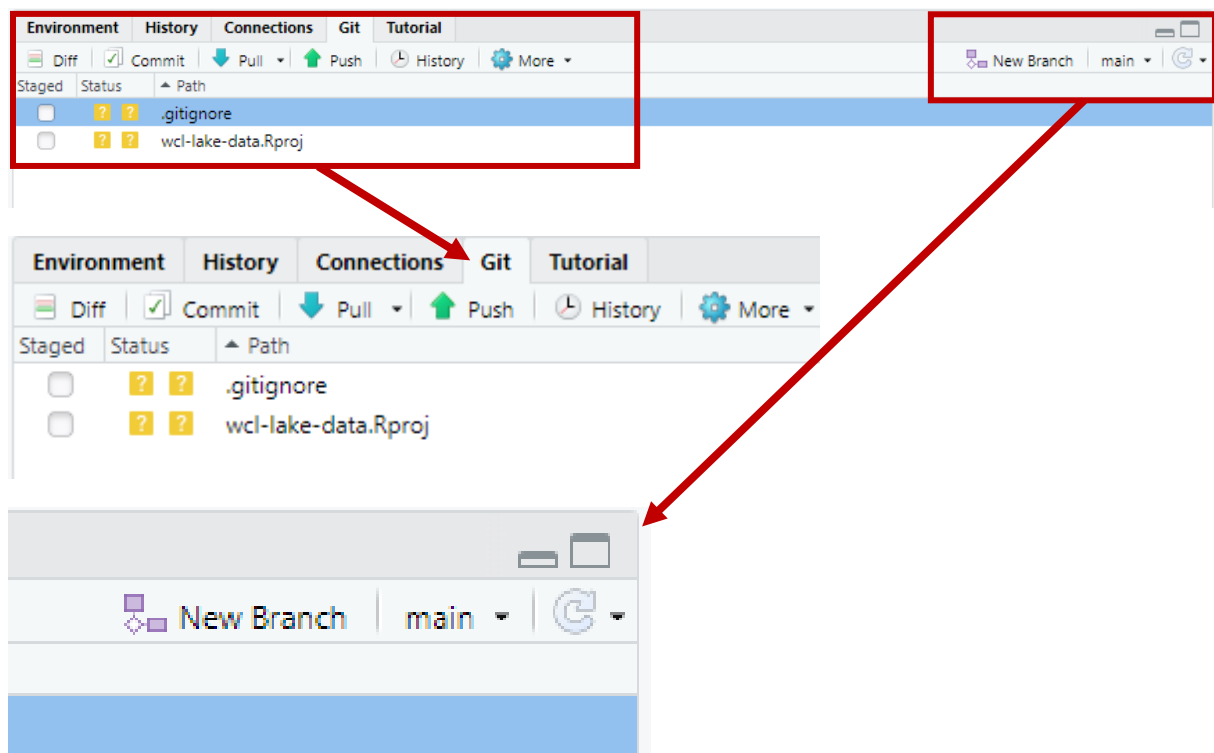 Environment History Connections Git Tutorial
Diff Commit Pull Push History More New Branch main
Staged Status Path
? ? .gitignore
? ? wcl-lake-data.Rproj
Environment History Connections Git Tutorial
Diff Commit Pull Push History More
Staged Status Path
? ? .gitignore
? ? wcl-lake-data.Rproj
New Branch main